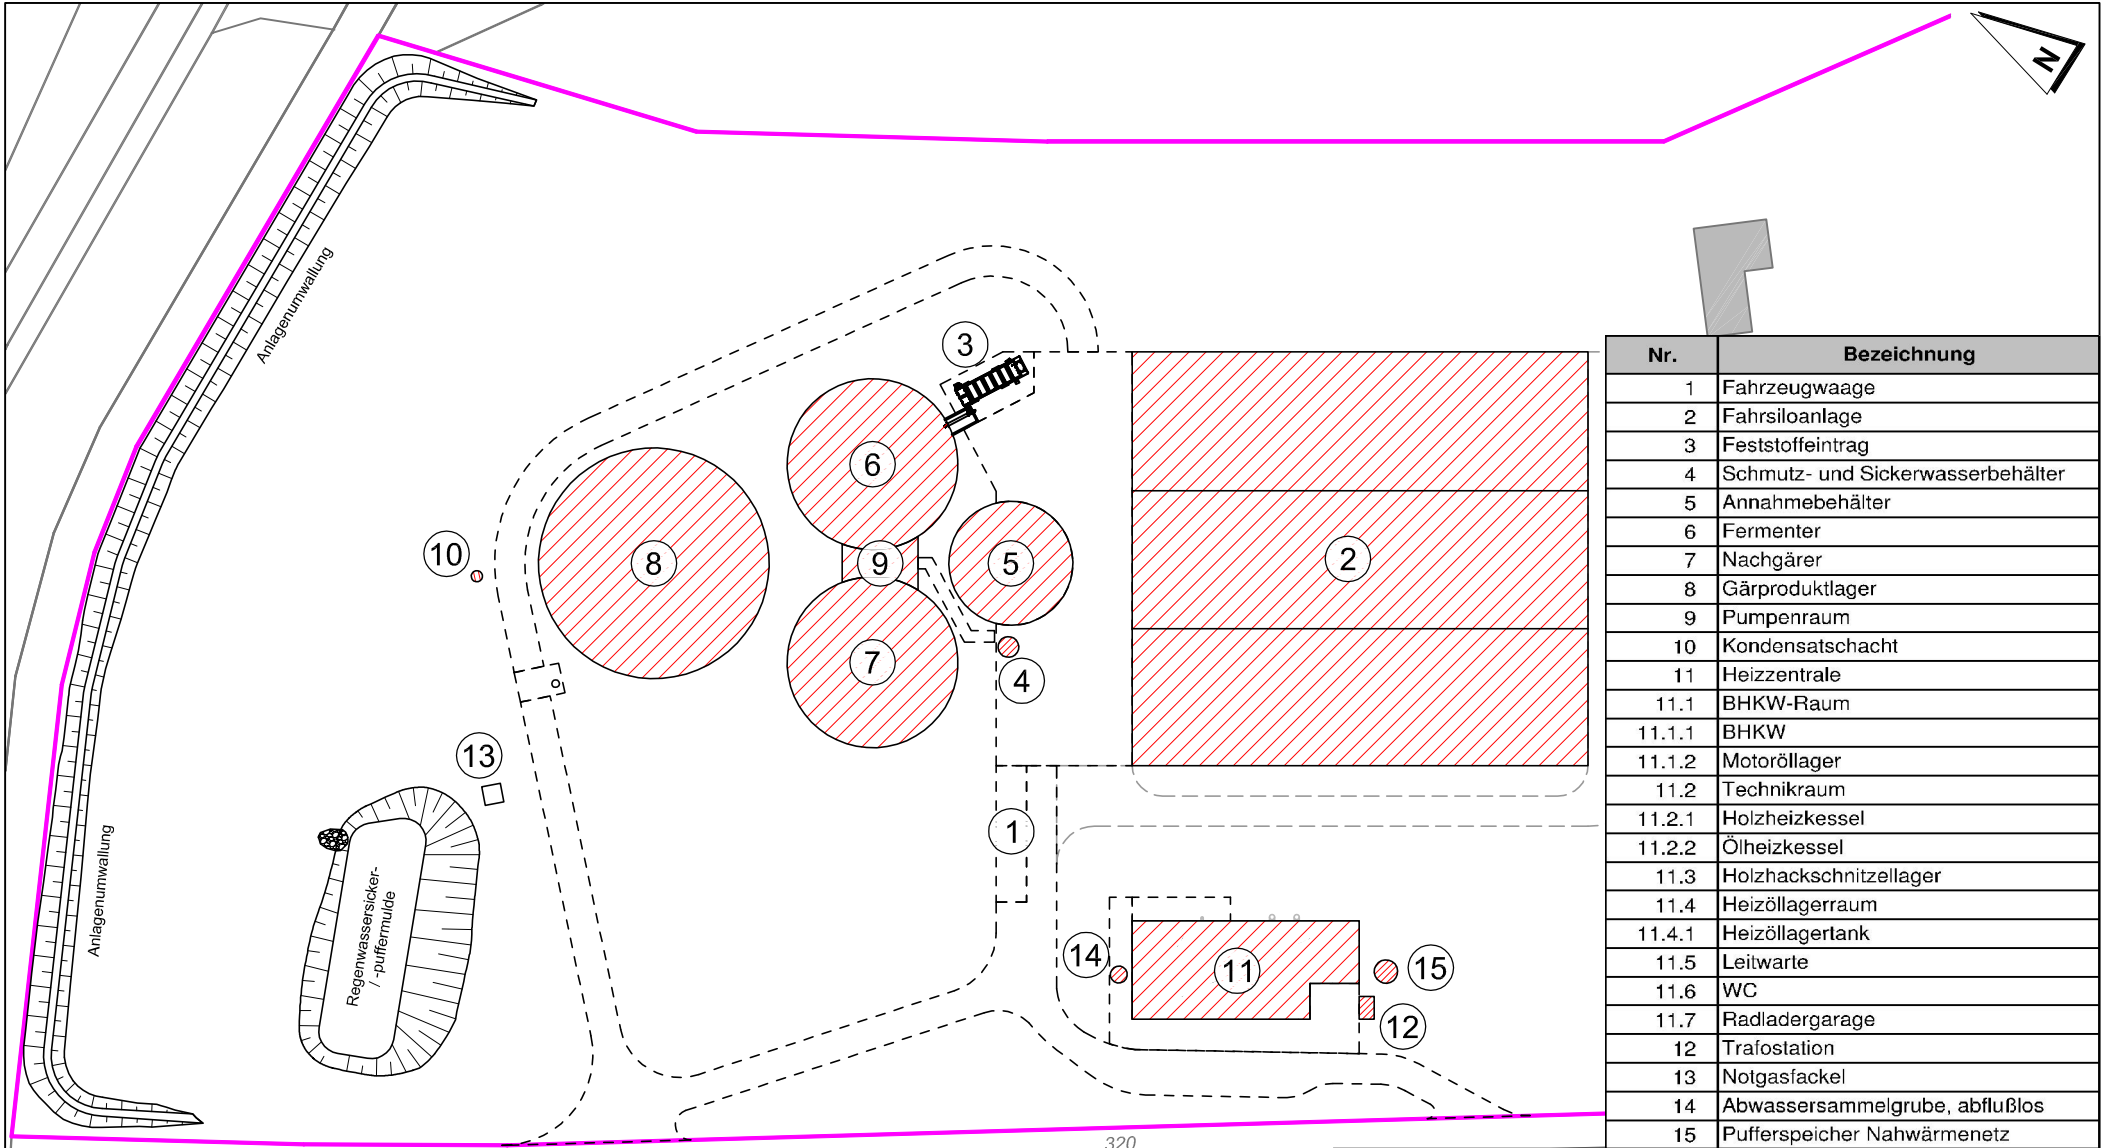 N
Anlagenumwallung
3
6
10
8
9
5
2
7
4
13
1
Anlagenumwallung
Regenwassersicker-
/ -puffermulde
14
11
15
12
320
Nr. Bezeichnung
1 Fahrzeugwaage
2 Fahrsiloanlage
3 Feststoffeintrag
4 Schmutz- und Sickerwasserbehälter
5 Annahmebehälter
6 Fermenter
7 Nachgärer
8 Gärproduktlager
9 Pumpenraum
10 Kondensatschacht
11 Heizzentrale
11.1 BHKW-Raum
11.1.1 BHKW
11.1.2 Motoröllager
11.2 Technikraum
11.2.1 Holzheizkessel
11.2.2 Ölheizkessel
11.3 Holzhackschnitzellager
11.4 Heizöllagerraum
11.4.1 Heizöllagertank
11.5 Leitwarte
11.6 WC
11.7 Radladergarage
12 Trafostation
13 Notgasfackel
14 Abwassersammelgrube, abflußlos
15 Pufferspeicher Nahwärmenetz